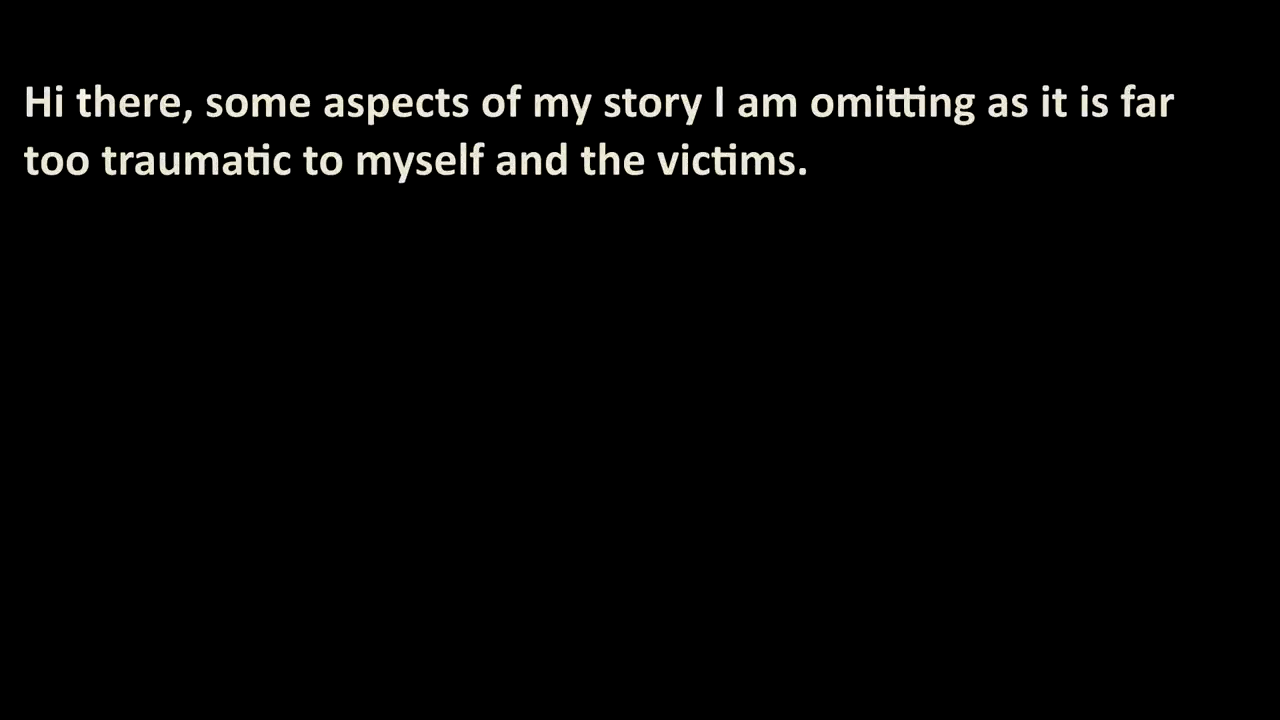 Hi there, some aspects of my story I am omitting as it is far
too traumatic to myself and the victims.